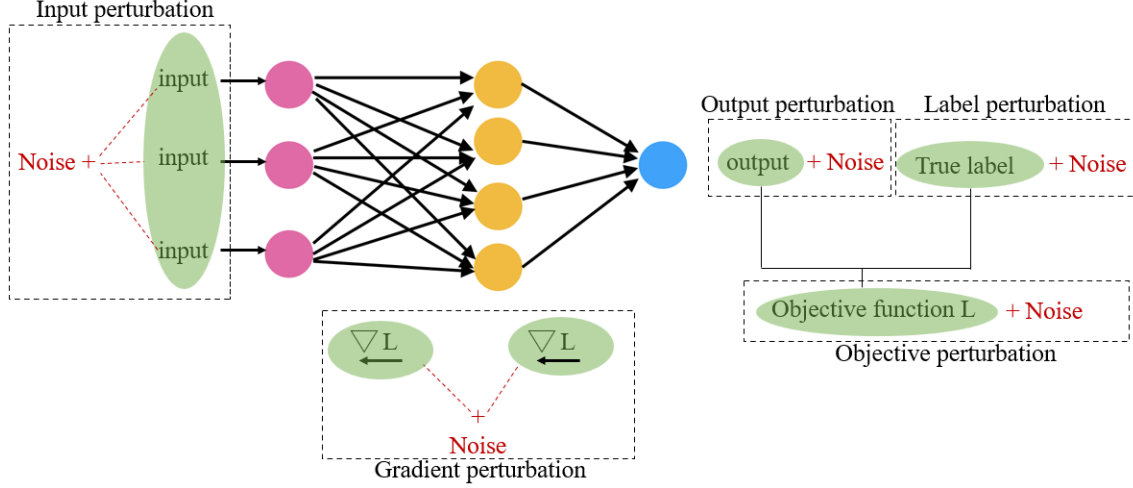 Input perturbation
input
Noise +
input
input
Output perturbation
output + Noise
Label perturbation
True label + Noise
Objective function L + Noise
Objective perturbation
▽ L
▽ L
+
Noise
Gradient perturbation